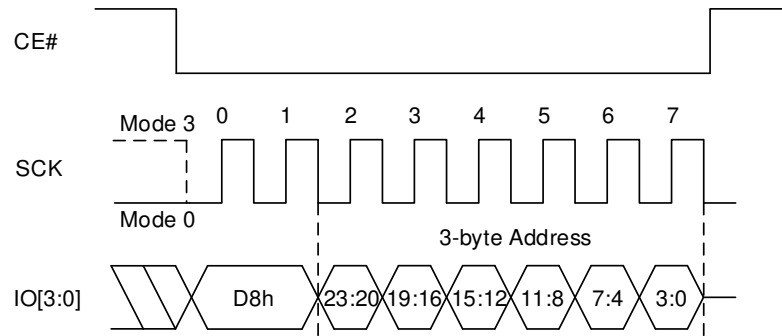 CE#
Mode 3
0 1 2 3 4 5 6 7
SCK
Mode 0
3-byte Address
IO[3:0]
D8h 23:20 19:16 15:12 11:8 7:4 3:0